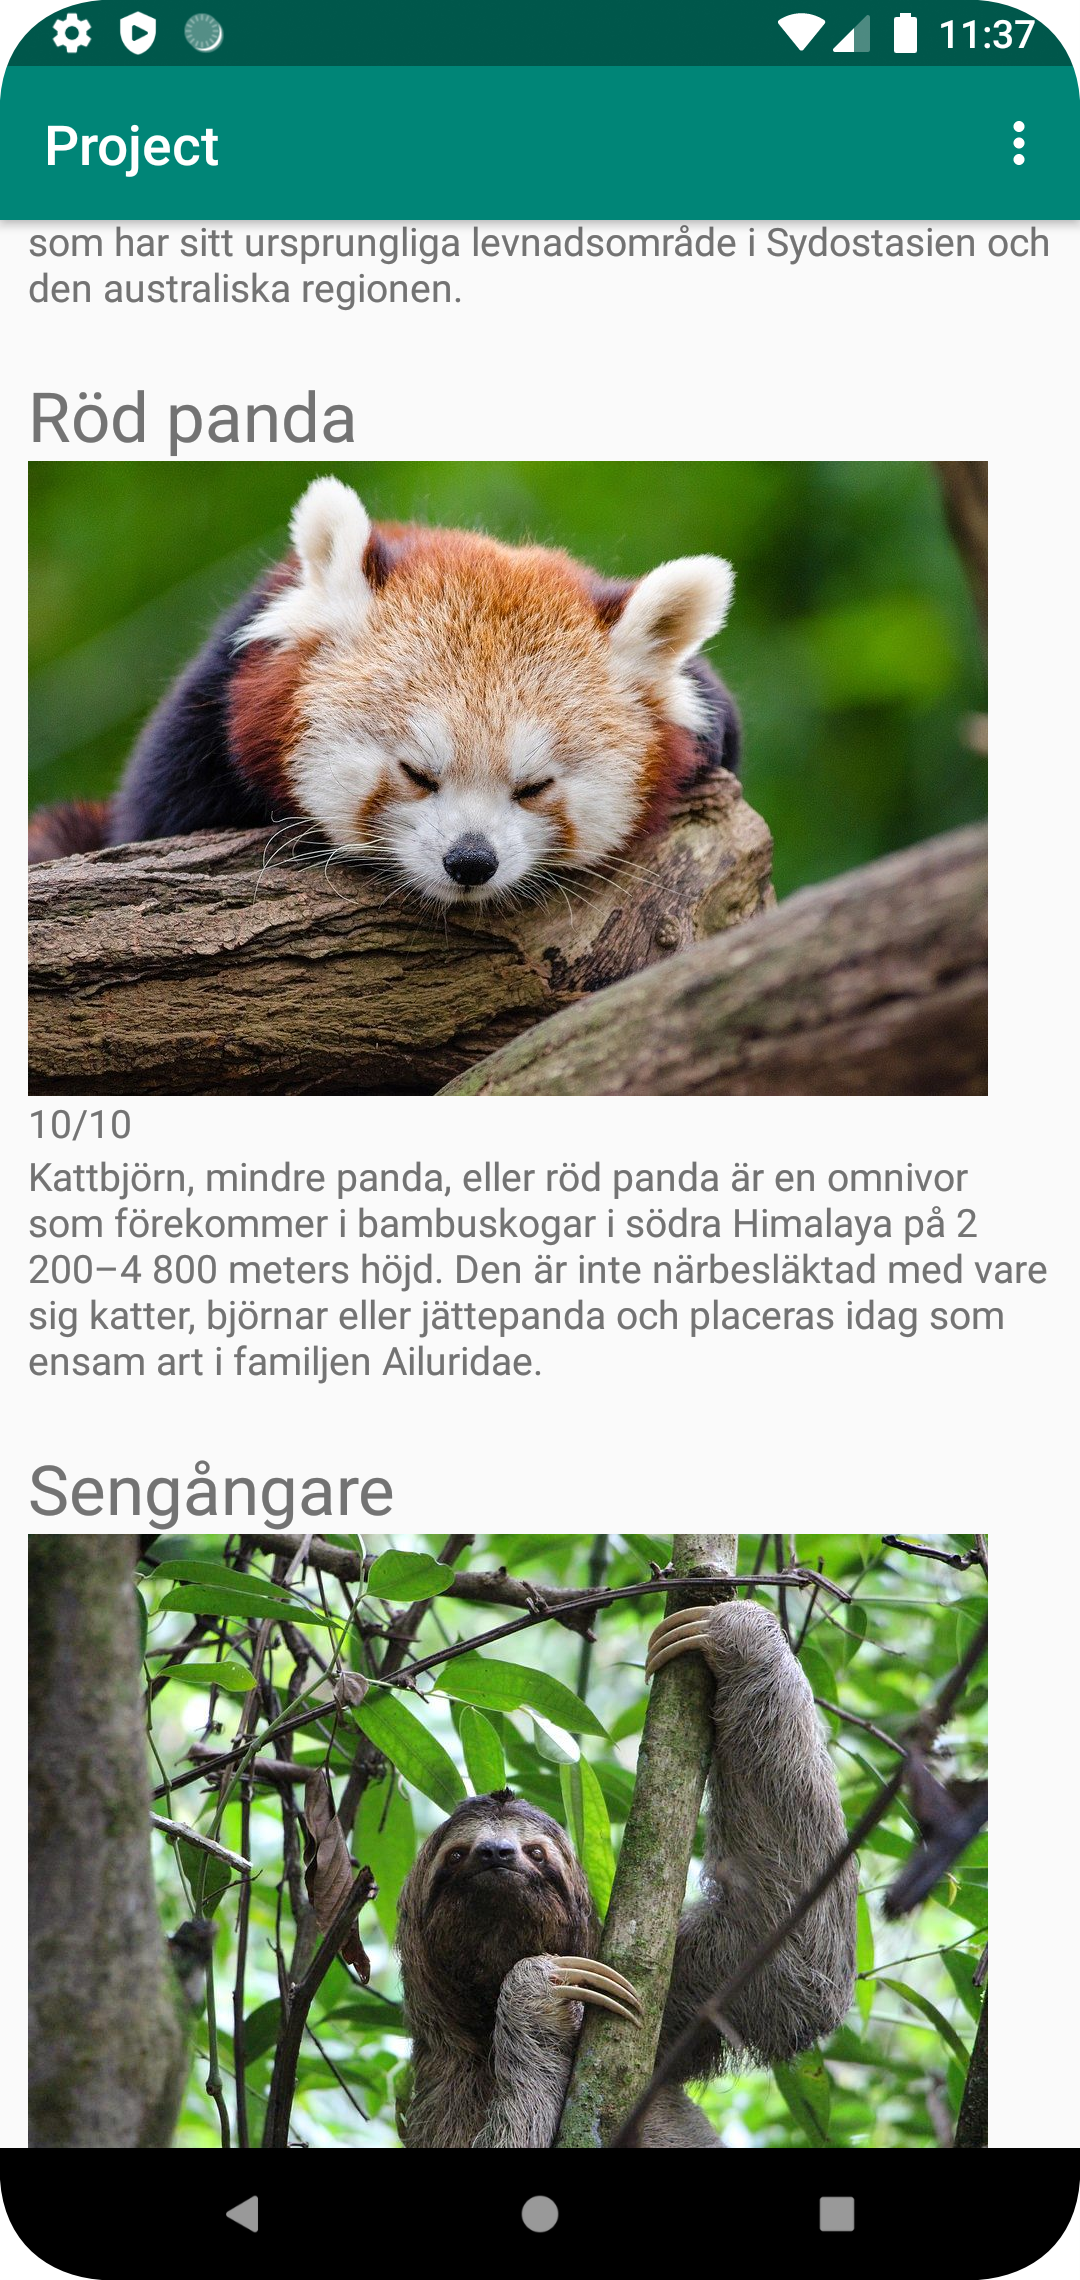 11:37
Project
som har sitt ursprungliga levnadsområde i Sydostasien och
den australiska regionen.
Röd panda
10/10
Kattbjörn, mindre panda, eller röd panda är en omnivor
som förekommer i bambuskogar i södra Himalaya på 2
200–4 800 meters höjd. Den är inte närbesläktad med vare
sig katter, björnar eller jättepanda och placeras idag som
ensam art i familjen Ailuridae.
Sengångare